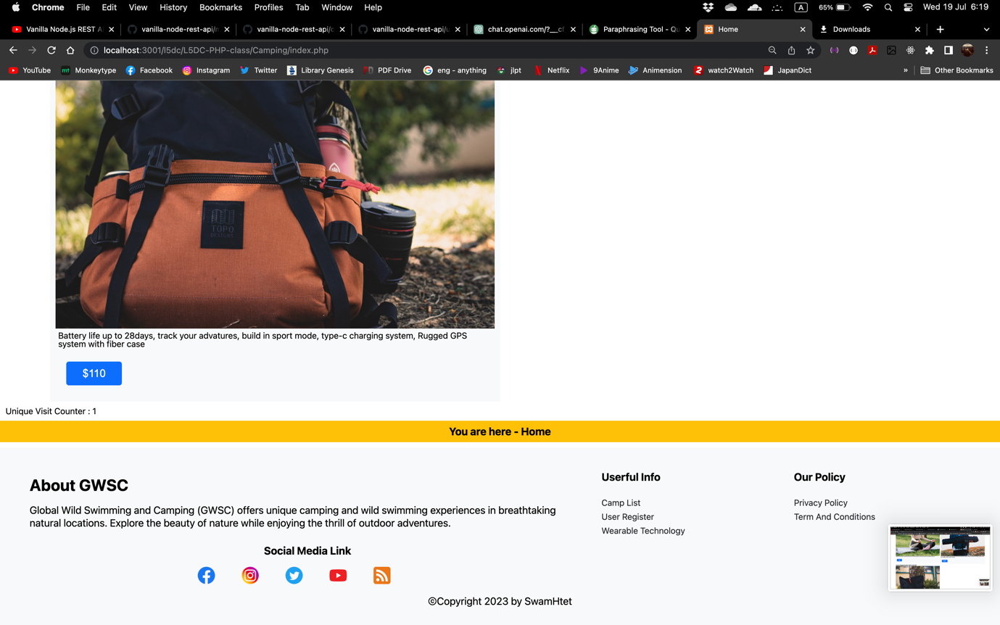 Chrome File Edit View History Bookmarks Profiles Tab Window Help
A 65% Wed 19 Jul 6:19
Vanilla Node.js REST A
vanilla-node-rest-api/
vanilla-node-rest-api/
vanilla-node-rest-api/
chat.openai.com/?__cf
Paraphrasing Tool - Qu
Home
Downloads
localhost:3001/l5dc/L5DC-PHP-class/Camping/index.php
YouTube mt Monkeytype Facebook Instagram Twitter Library Genesis PDF Drive eng - anything jlpt Netflix 9Anime Animension 2 watch2Watch JapanDict » Other Bookmarks
TOPO
DESIGNS
Battery life up to 28days, track your advatures, build in sport mode, type-c charging system, Rugged GPS
system with fiber case
$110
Unique Visit Counter : 1
You are here - Home
About GWSC
Global Wild Swimming and Camping (GWSC) offers unique camping and wild swimming experiences in breathtaking
natural locations. Explore the beauty of nature while enjoying the thrill of outdoor adventures.
Social Media Link
Userful Info
Camp List
User Register
Wearable Technology
Our Policy
Privacy Policy
Term And Conditions
©Copyright 2023 by SwamHtet